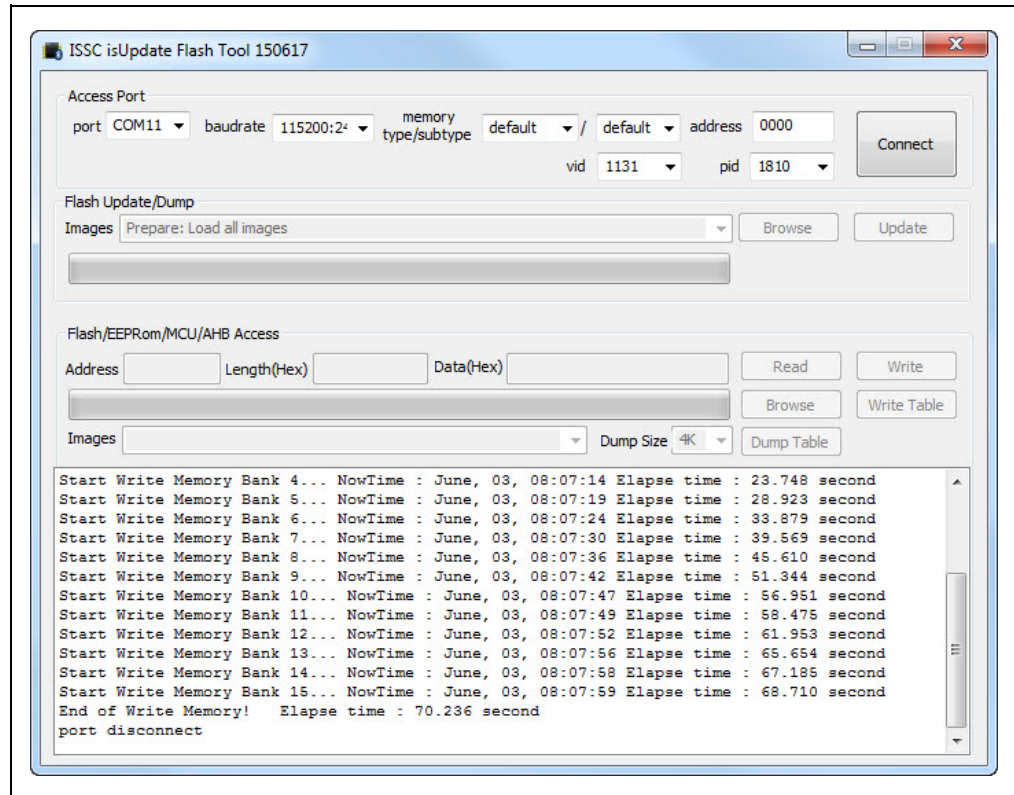 ISSC isUpdate Flash Tool 150617
Access Port
port COM11 baudrate 115200:24 memory type/subtype default / default address 0000 Connect
vid 1131 pid 1810
Flash Update/Dump
Images Prepare: Load all images Browse Update
Flash/EEPRom/MCU/AHB Access
Address Length(Hex) Data(Hex) Read Write
Browse Write Table
Images Dump Size 4K Dump Table
Start Write Memory Bank 4... NowTime : June, 03, 08:07:14 Elapse time : 23.748 second
Start Write Memory Bank 5... NowTime : June, 03, 08:07:19 Elapse time : 28.923 second
Start Write Memory Bank 6... NowTime : June, 03, 08:07:24 Elapse time : 33.879 second
Start Write Memory Bank 7... NowTime : June, 03, 08:07:30 Elapse time : 39.569 second
Start Write Memory Bank 8... NowTime : June, 03, 08:07:36 Elapse time : 45.610 second
Start Write Memory Bank 9... NowTime : June, 03, 08:07:42 Elapse time : 51.344 second
Start Write Memory Bank 10... NowTime : June, 03, 08:07:47 Elapse time : 56.951 second
Start Write Memory Bank 11... NowTime : June, 03, 08:07:49 Elapse time : 58.475 second
Start Write Memory Bank 12... NowTime : June, 03, 08:07:52 Elapse time : 61.953 second
Start Write Memory Bank 13... NowTime : June, 03, 08:07:56 Elapse time : 65.654 second
Start Write Memory Bank 14... NowTime : June, 03, 08:07:58 Elapse time : 67.185 second
Start Write Memory Bank 15... NowTime : June, 03, 08:07:59 Elapse time : 68.710 second
End of Write Memory! Elapse time : 70.236 second
port disconnect